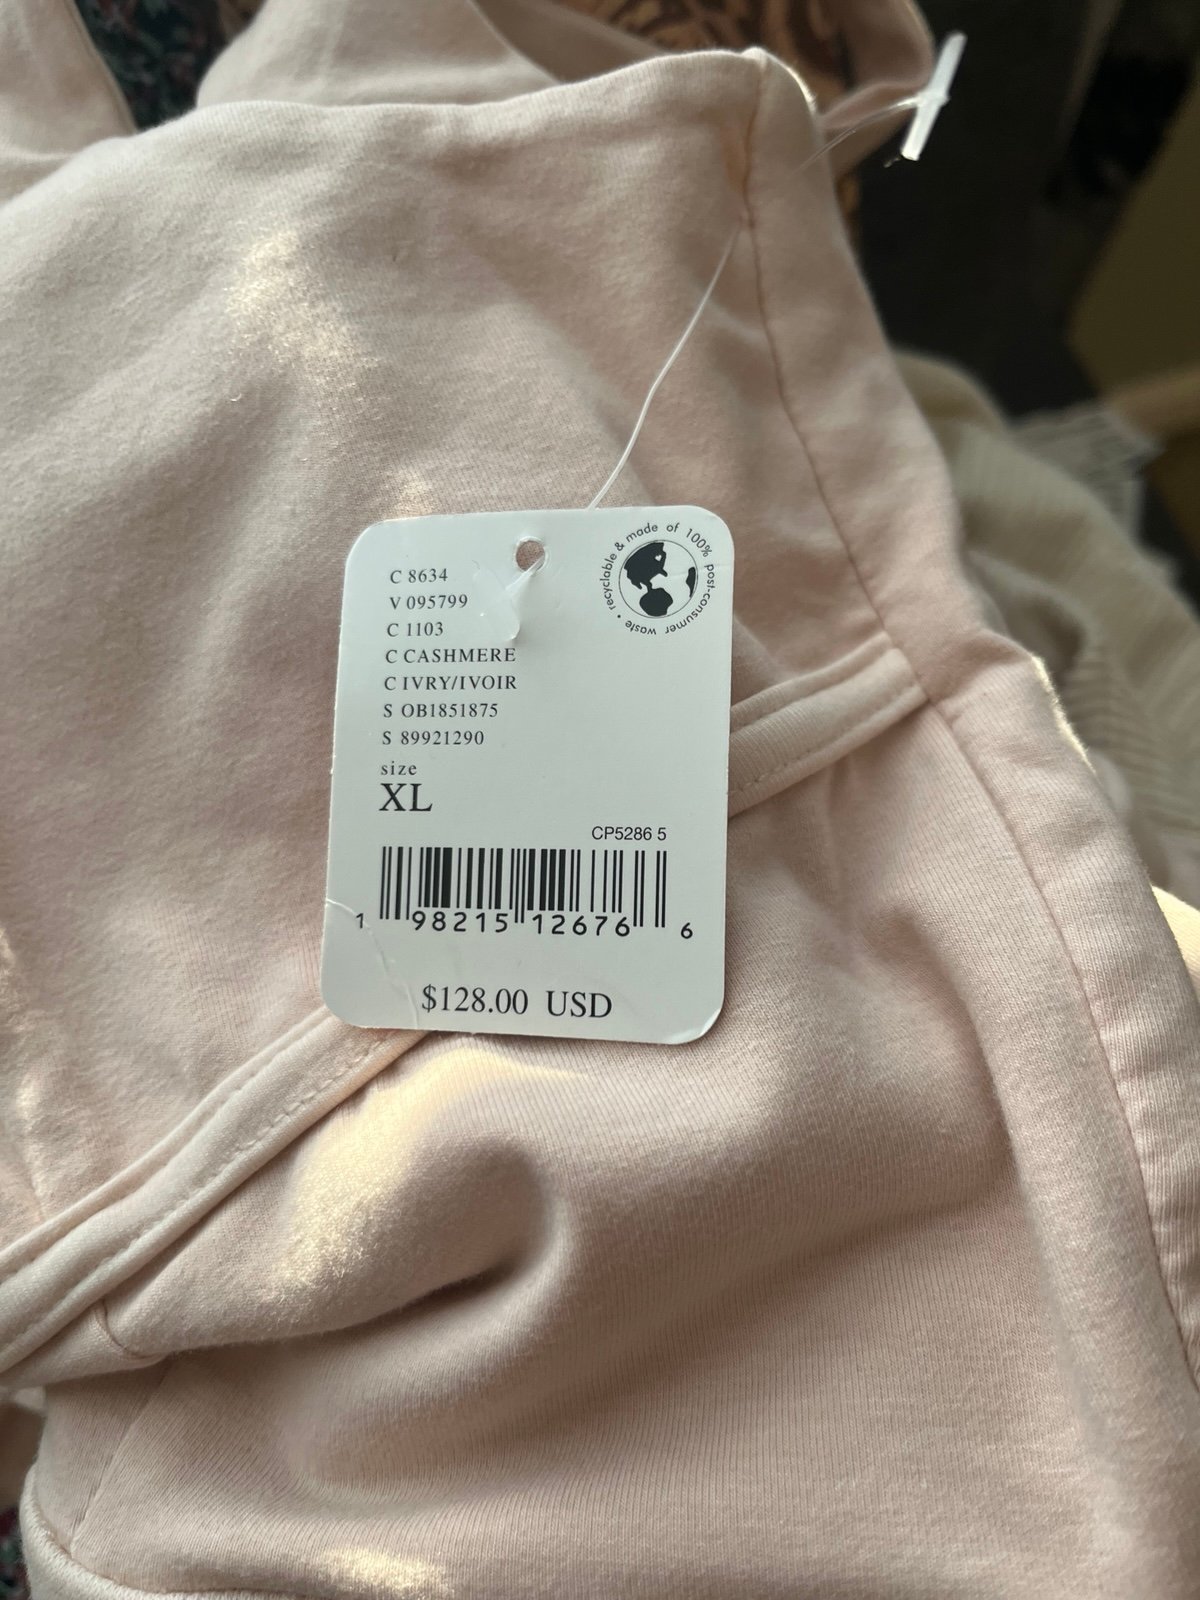 recyclable & made of 100% post-consumer waste •
C 8634
V 095799
C 1103
C CASHMERE
C IVRY/IVOIR
S OB1851875
S 89921290
size
XL
CP5286 5
1 98215 12676 6
$128.00 USD